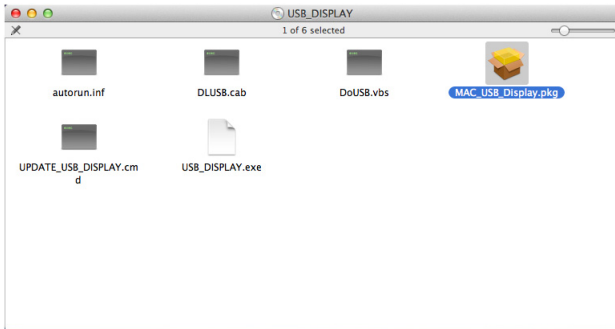 USB_DISPLAY
1 of 6 selected
autorun.inf
DLUSB.cab
DoUSB.vbs
MAC_USB_Display.pkg
UPDATE_USB_DISPLAY.cm
d
USB_DISPLAY.exe